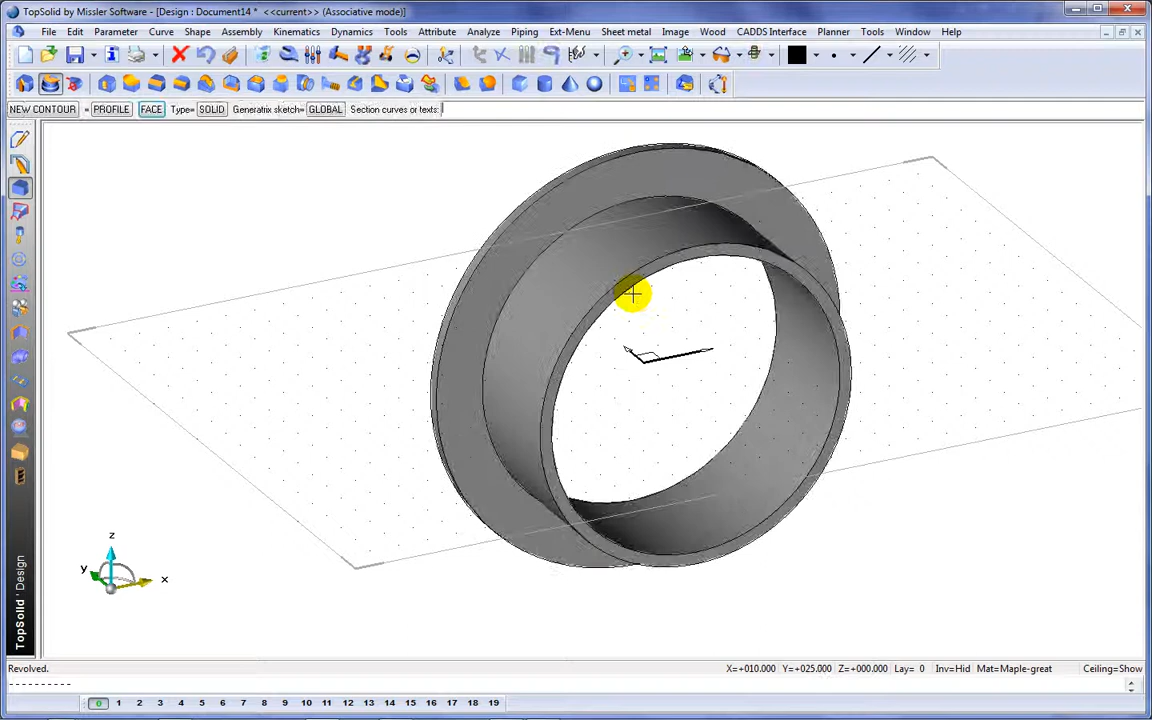 TopSolid by Missler Software - [Design : Document14 *  <<current>> (Associative mode)]
File Edit Parameter Curve Shape Assembly Kinematics Dynamics Tools Attribute Analyze Piping Ext-Menu Sheet metal Image Wood CADDS Interface Planner Tools Window Help
NEW CONTOUR = PROFILE FACE Type= SOLID Generatrix sketch= GLOBAL Section curves or texts:
z
y
x
TopSolid'Design
Revolved. X=+010.000 Y=+025.000 Z=+000.000 Lay= 0 Inv=Hid Mat=Maple-great Ceiling=Show
----------
0 1 2 3 4 5 6 7 8 9 10 11 12 13 14 15 16 17 18 19